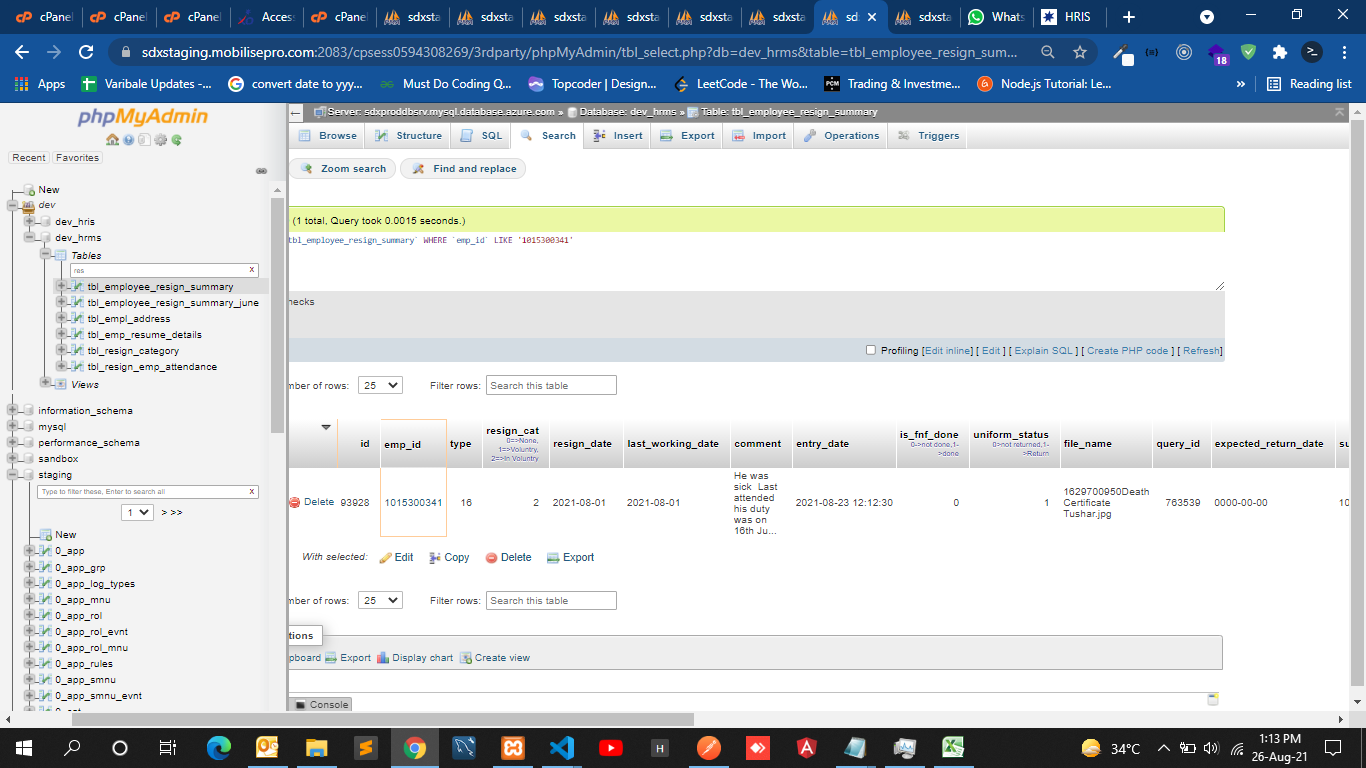 cPanel
cPanel
cPanel
Acces
cPanel
sdxsta
sdxsta
sdxsta
sdxsta
sdxsta
sdxsta
sd
sdxsta
Whats
HRIS
sdxstaging.mobilisepro.com:2083/cpsess0594308269/3rdparty/phpMyAdmin/tbl_select.php?db=dev_hrms&table=tbl_employee_resign_sum...
18
Apps
Varibale Updates -...
convert date to yyy...
Must Do Coding Q...
Topcoder | Design...
LeetCode - The Wo...
PCM
Trading & Investme...
Node.js Tutorial: Le...
»
Reading list
phpMyAdmin
Recent
Favorites
New
dev
dev_hris
dev_hrms
Tables
res
X
tbl_employee_resign_summary
tbl_employee_resign_summary_june
tbl_empl_address
tbl_emp_resume_details
tbl_resign_category
tbl_resign_emp_attendance
Views
information_schema
mysql
performance_schema
sandbox
staging
Type to filter these, Enter to search all
X
1
> >>
New
0_app
0_app_grp
0_app_log_types
0_app_mnu
0_app_rol
0_app_rol_evnt
0_app_rol_mnu
0_app_rules
0_app_smnu
0_app_smnu_evnt
Server: sdxproddbsrv.mysql.database.azure.com » Database: dev_hrms » Table: tbl_employee_resign_summary
Browse
Structure
SQL
Search
Insert
Export
Import
Operations
Triggers
Zoom search
Find and replace
(1 total, Query took 0.0015 seconds.)
tbl_employee_resign_summary` WHERE `emp_id` LIKE '1015300341'
hecks
Profiling [Edit inline] [ Edit ] [ Explain SQL ] [ Create PHP code ] [ Refresh]
mber of rows:
25
Filter rows:
Search this table
id
emp_id
type
resign_cat
0=>None,
1=>Voluntry,
2=>In Voluntry
resign_date
last_working_date
comment
entry_date
is_fnf_done
0->not done,1-
>done
uniform_status
0>not returned,1-
>Return
file_name
query_id
expected_return_date
su
Delete
93928
1015300341
16
2
2021-08-01
2021-08-01
He was
sick Last
attended
his duty
was on
16th Ju...
2021-08-23 12:12:30
0
1
1629700950Death
Certificate
Tushar.jpg
763539
0000-00-00
10
With selected:
Edit
Copy
Delete
Export
mber of rows:
25
Filter rows:
Search this table
tions
pboard
Export
Display chart
Create view
Console
34°C
1:13 PM
26-Aug-21